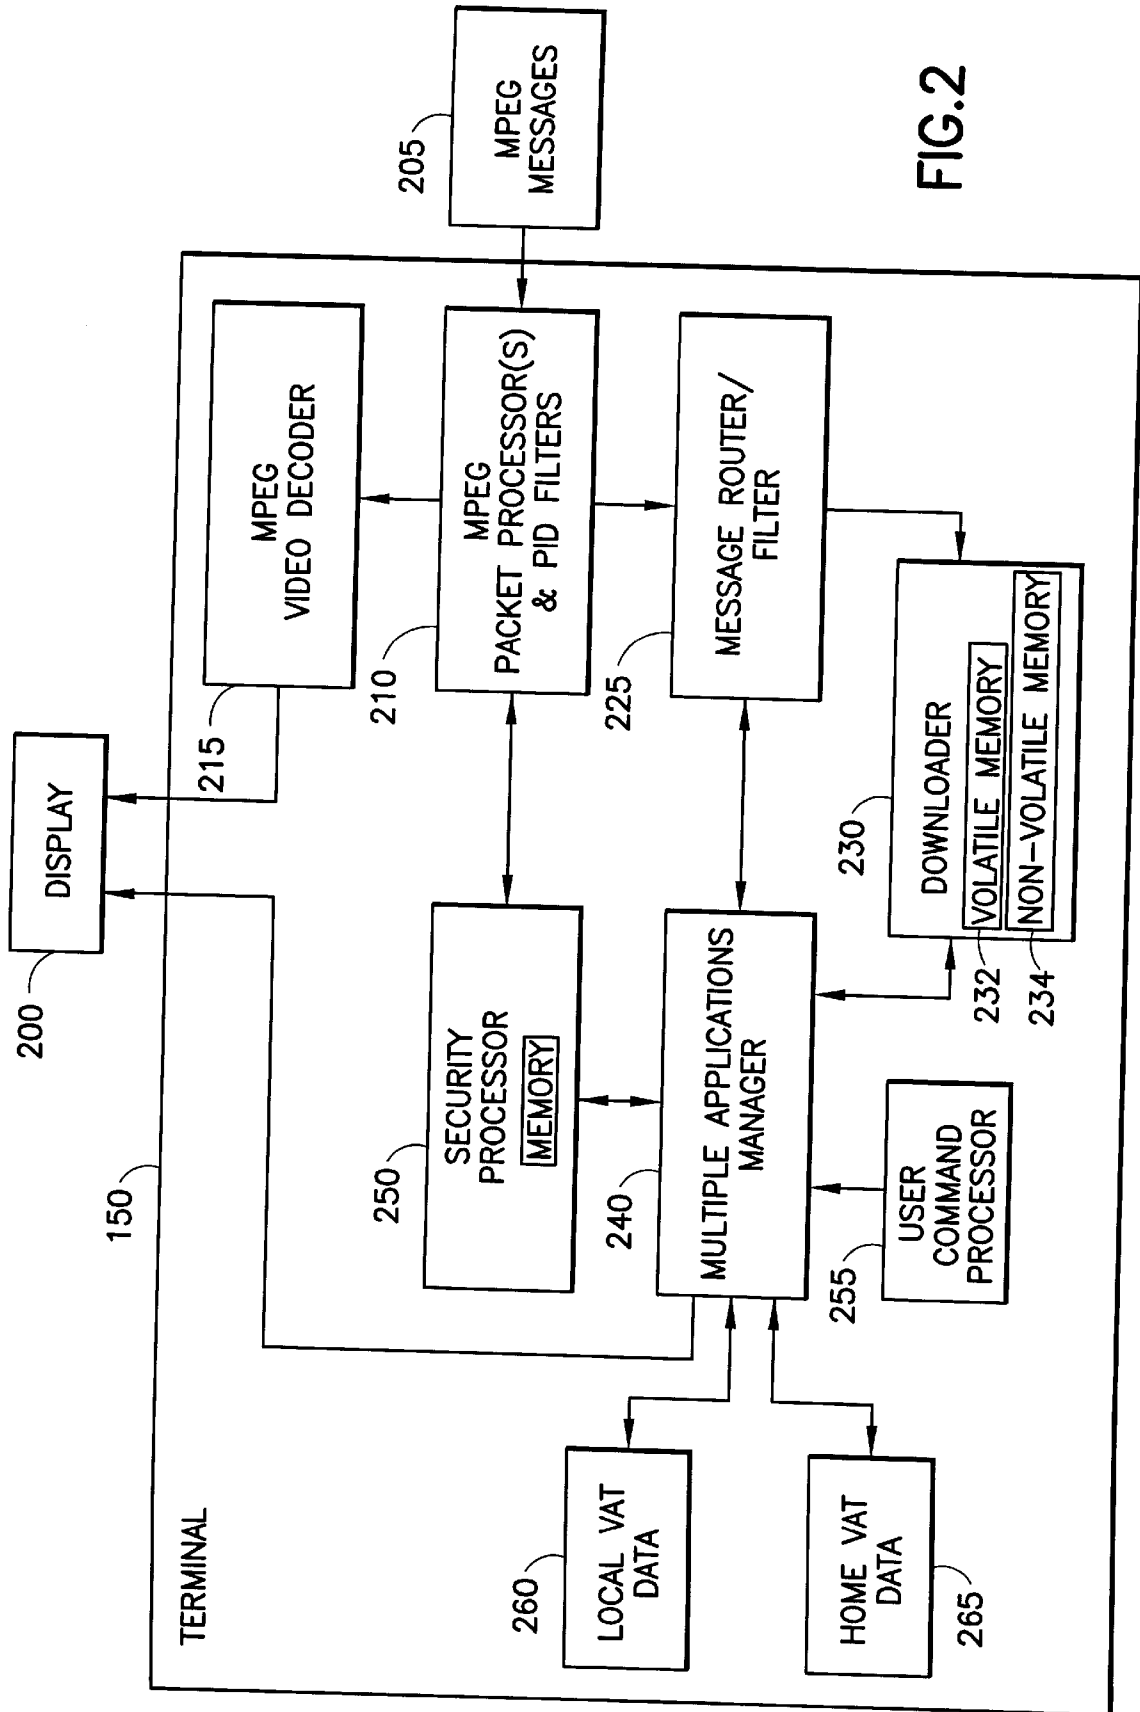 TERMINAL
150
DISPLAY
200
MPEG
VIDEO DECODER
215
MPEG
MESSAGES
205
MPEG
PACKET PROCESSOR(S)
& PID FILTERS
210
SECURITY
PROCESSOR
MEMORY
250
MESSAGE ROUTER/
FILTER
225
MULTIPLE APPLICATIONS
MANAGER
240
LOCAL VAT
DATA
260
HOME VAT
DATA
265
USER
COMMAND
PROCESSOR
255
DOWNLOADER
230
VOLATILE MEMORY
232
NON-VOLATILE MEMORY
234
FIG.2